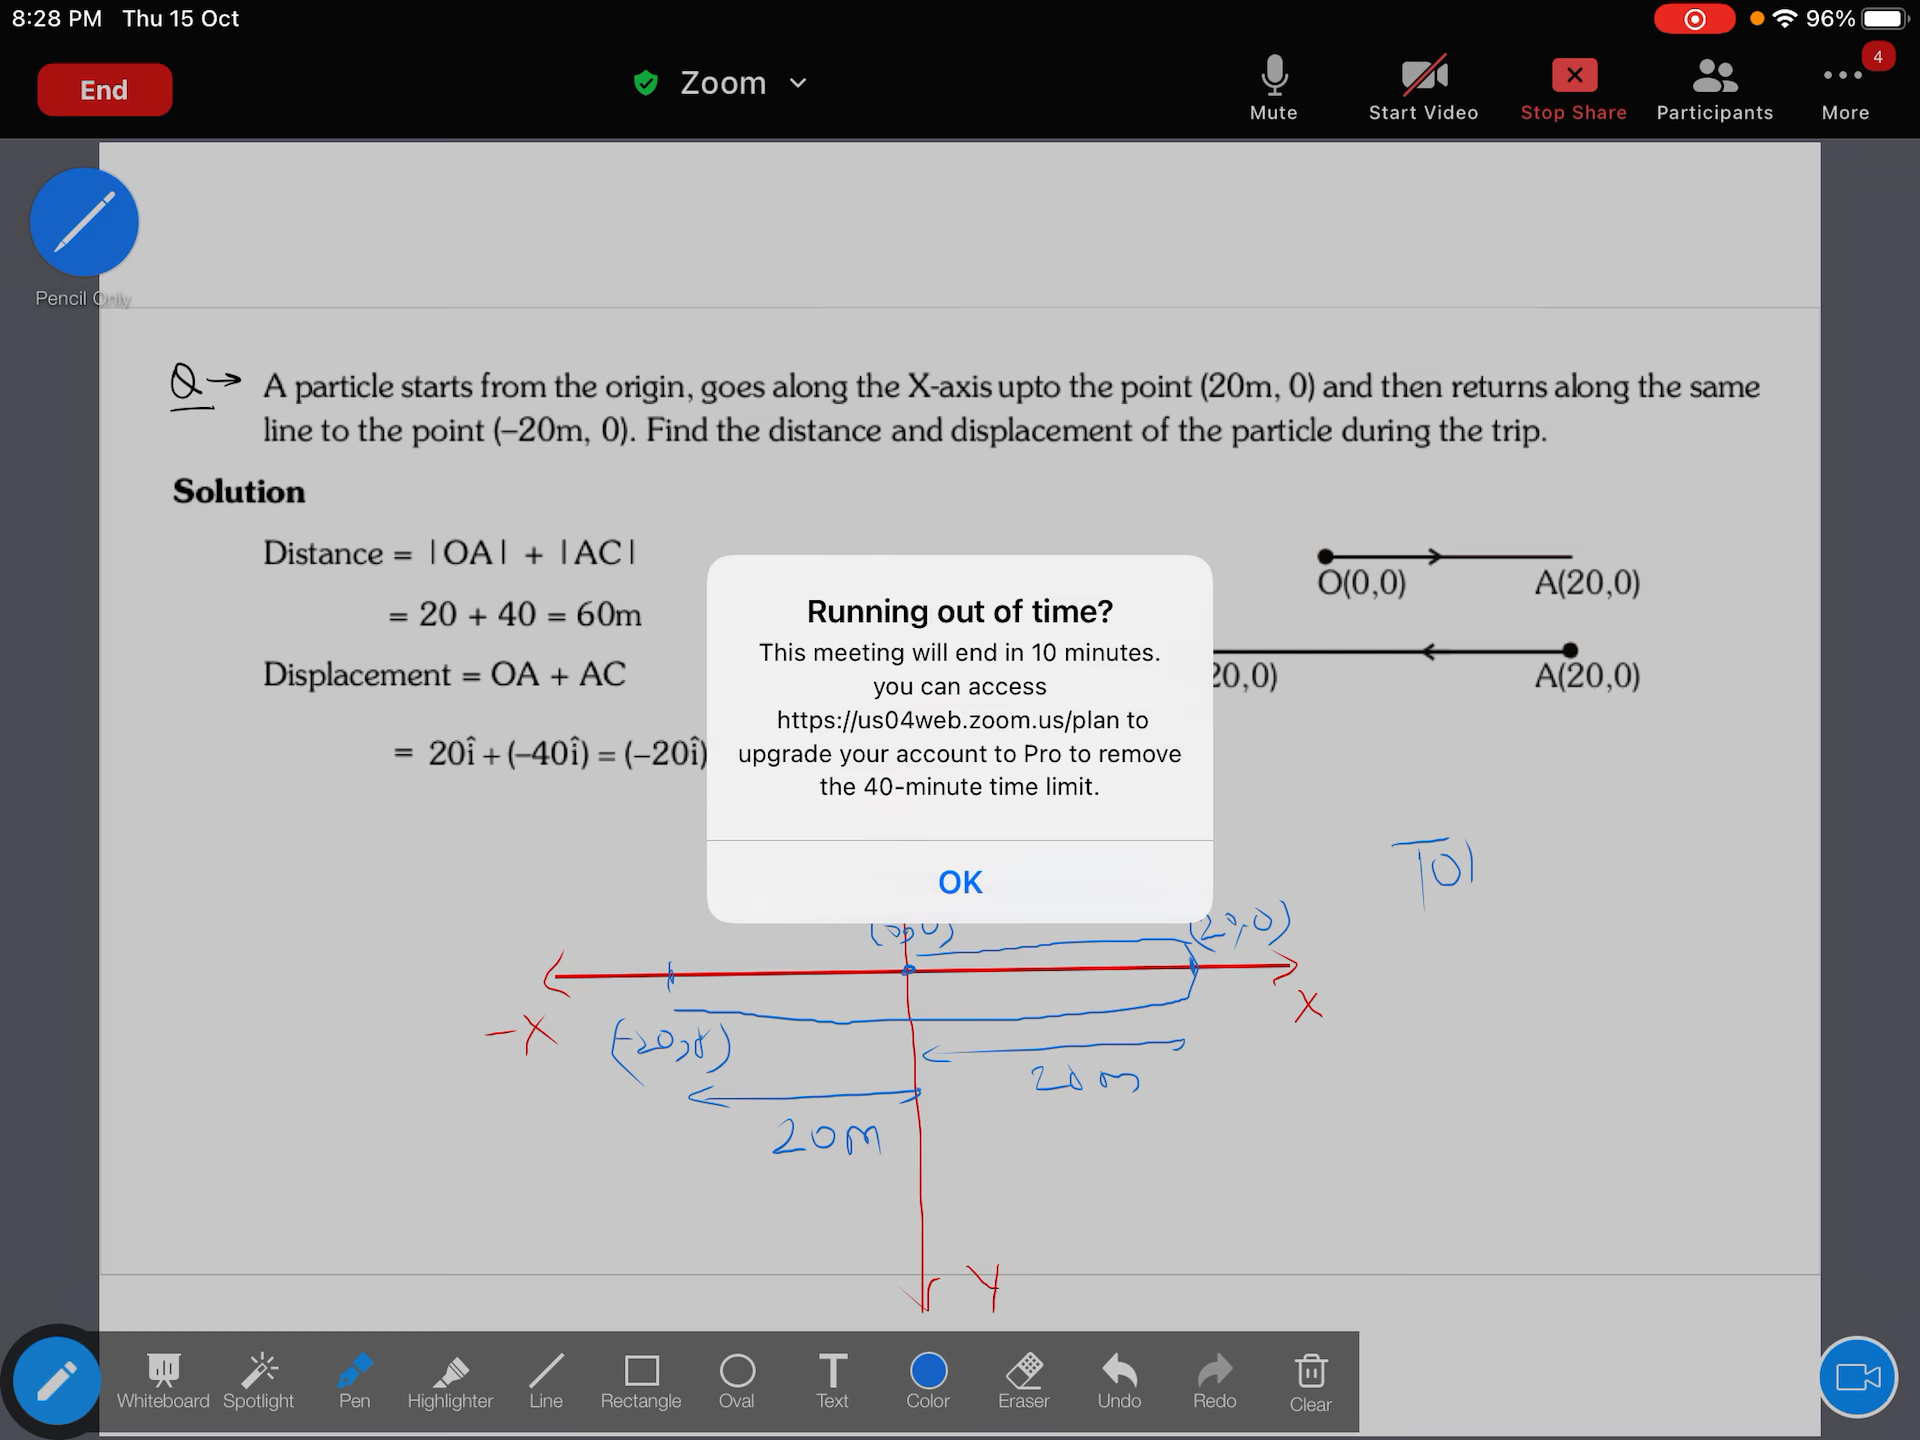 8:28 PM Thu 15 Oct
96%
End
Zoom
Mute
Start Video
Stop Share
Participants
4
More
Pencil Only
Q→ A particle starts from the origin, goes along the X-axis upto the point (20m, 0) and then returns along the same
line to the point (–20m, 0). Find the distance and displacement of the particle during the trip.
Solution
Distance = |OA| + |AC|
= 20 + 40 = 60m
Displacement = OA + AC
= 20î + (–40î) = (–20î)
O(0,0) A(20,0)
20,0) A(20,0)
Running out of time?
This meeting will end in 10 minutes.
you can access
https://us04web.zoom.us/plan to
upgrade your account to Pro to remove
the 40-minute time limit.
OK
(20,0)
X
-X
20m
20m
Y
Whiteboard
Spotlight
Pen
Highlighter
Line
Rectangle
Oval
Text
Color
Eraser
Undo
Redo
Clear